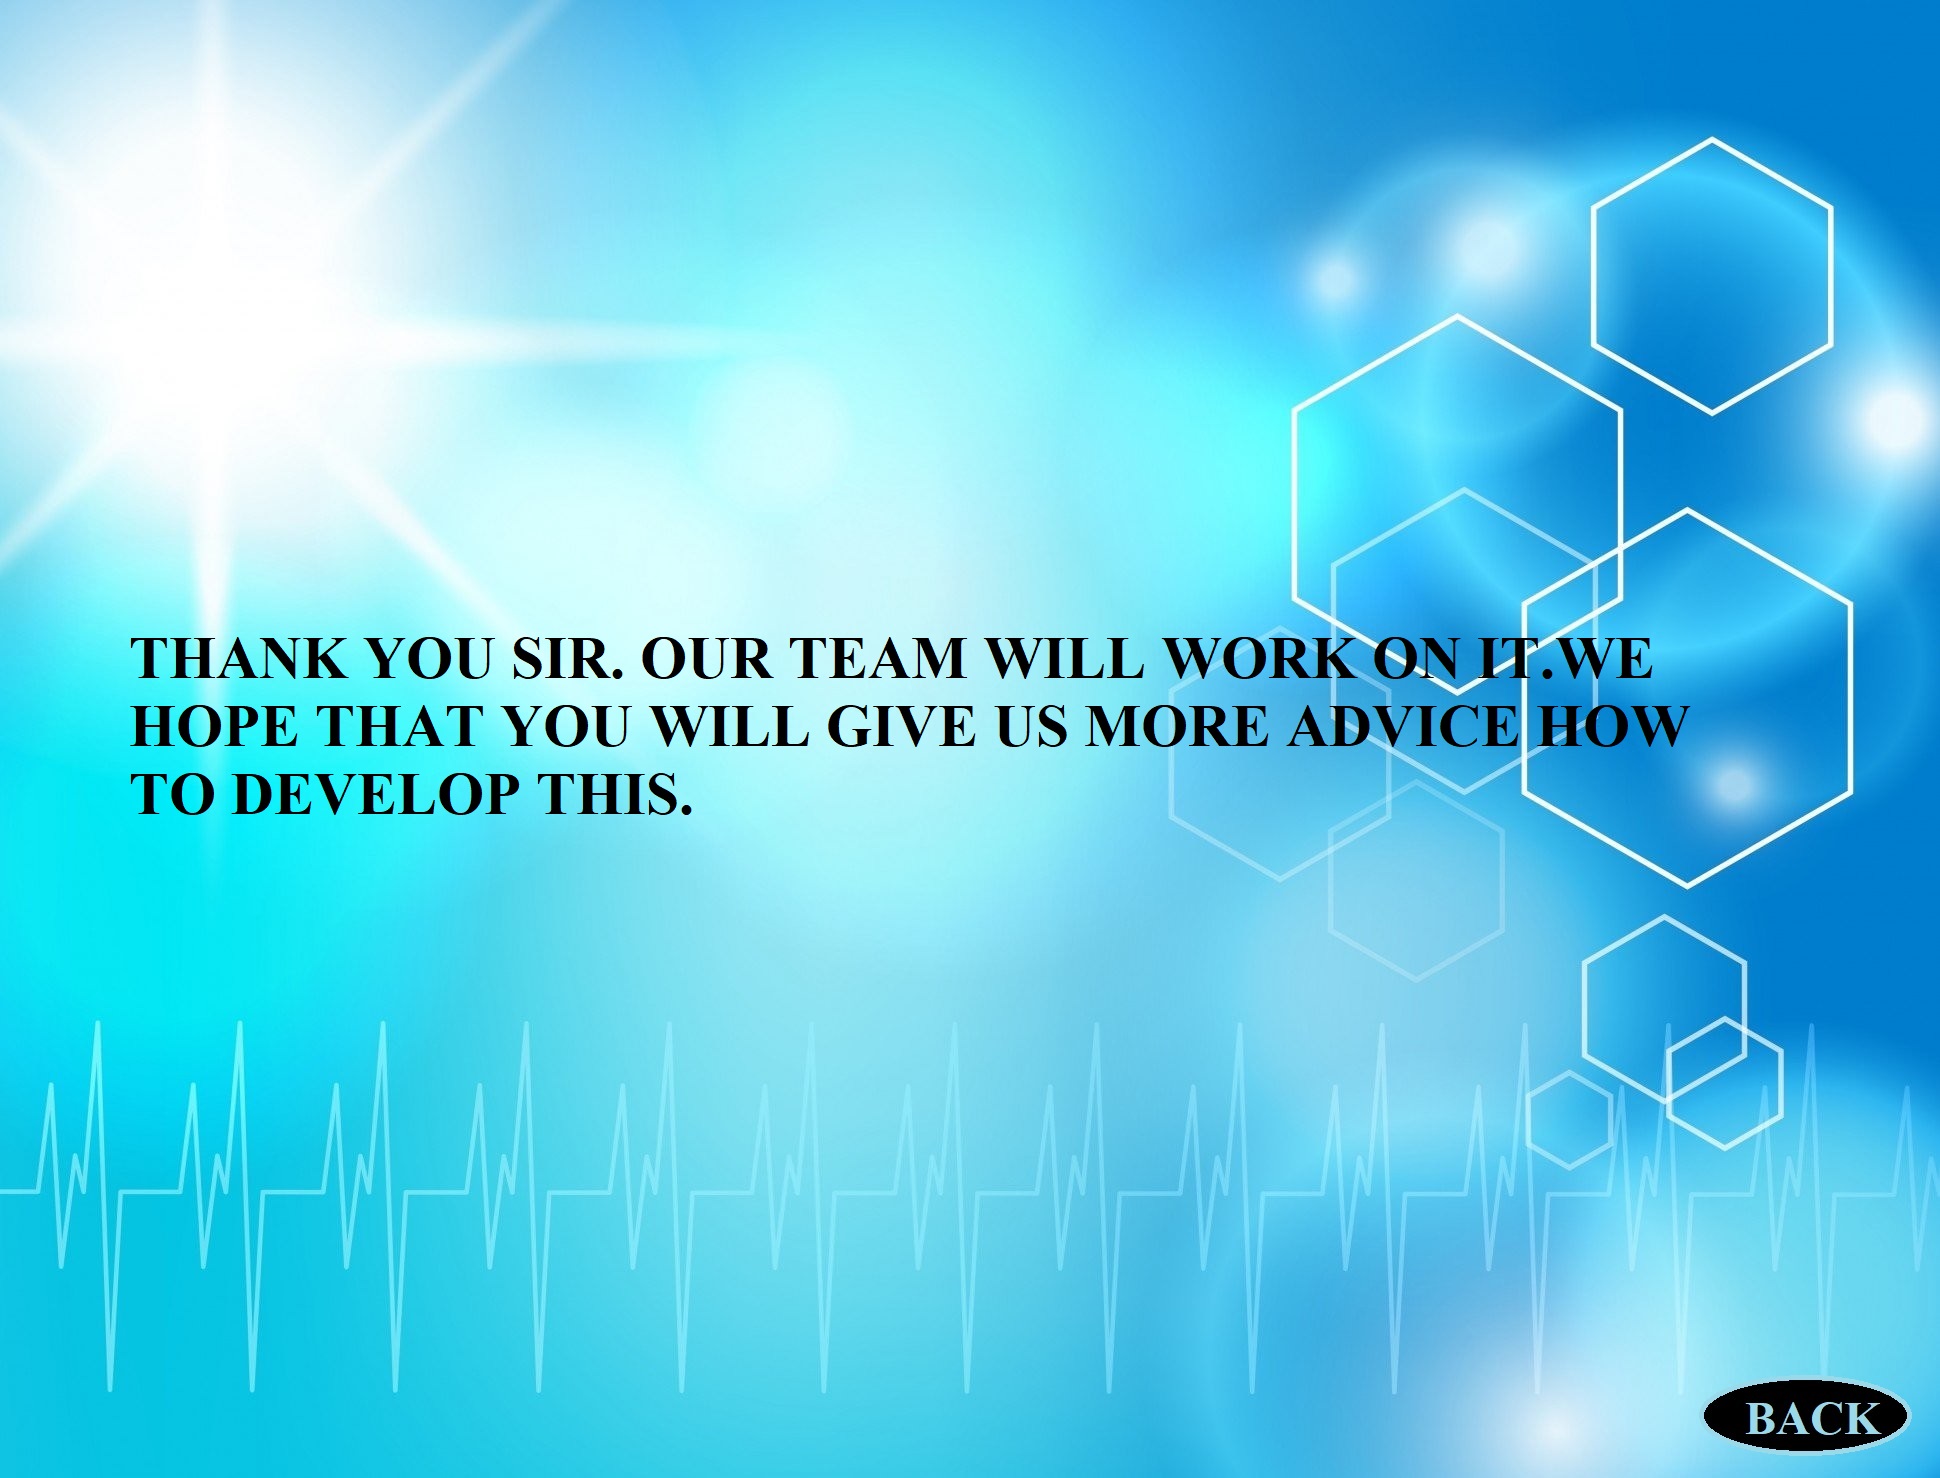 THANK YOU SIR. OUR TEAM WILL WORK ON IT.WE
HOPE THAT YOU WILL GIVE US MORE ADVICE HOW
TO DEVELOP THIS.
BACK